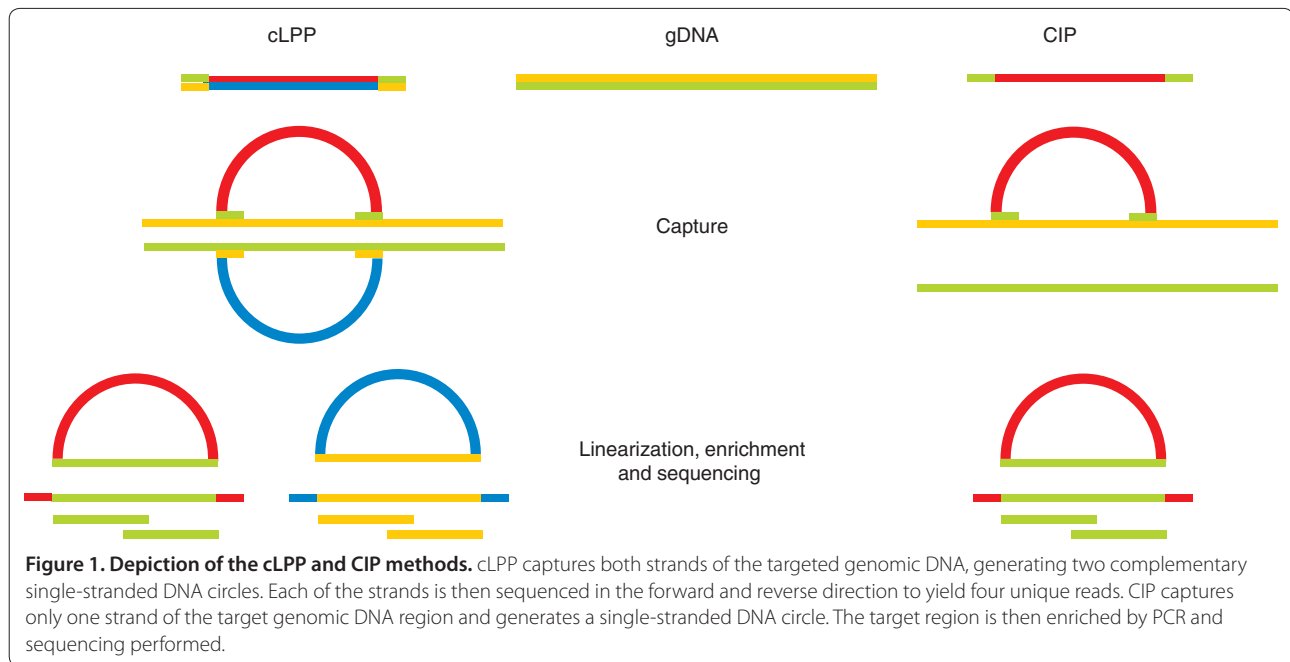 cLPP
gDNA
CIP
Capture
Linearization, enrichment
and sequencing
Figure 1. Depiction of the cLPP and CIP methods. cLPP captures both strands of the targeted genomic DNA, generating two complementary
single-stranded DNA circles. Each of the strands is then sequenced in the forward and reverse direction to yield four unique reads. CIP captures
only one strand of the target genomic DNA region and generates a single-stranded DNA circle. The target region is then enriched by PCR and
sequencing performed.